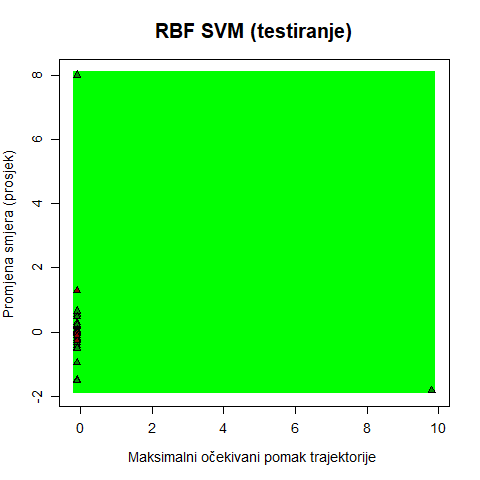 RBF SVM (testiranje)
Promjena smjera (prosjek)
8
6
4
2
0
-2
0 2 4 6 8 10
Maksimalni očekivani pomak trajektorije